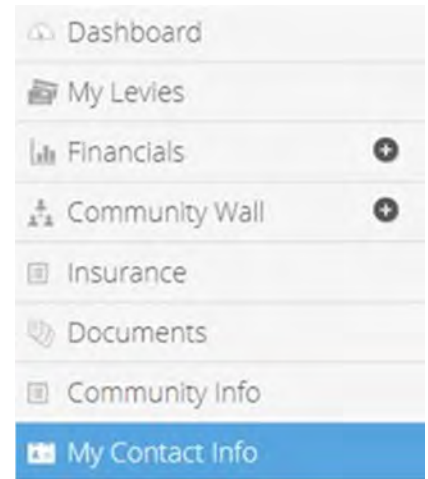 Dashboard
My Levies
Financials
Community Wall
Insurance
Documents
Community Info
My Contact Info